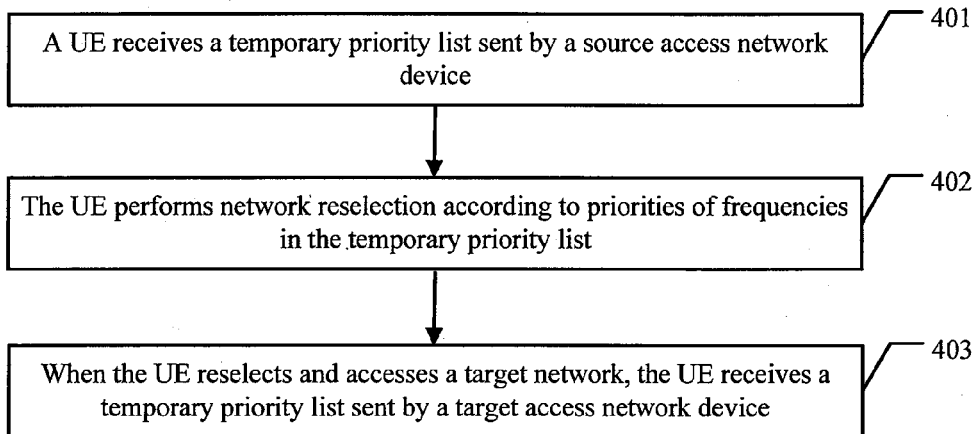 401
A UE receives a temporary priority list sent by a source access network
device
402
The UE performs network reselection according to priorities of frequencies
in the temporary priority list
403
When the UE reselects and accesses a target network, the UE receives a
temporary priority list sent by a target access network device